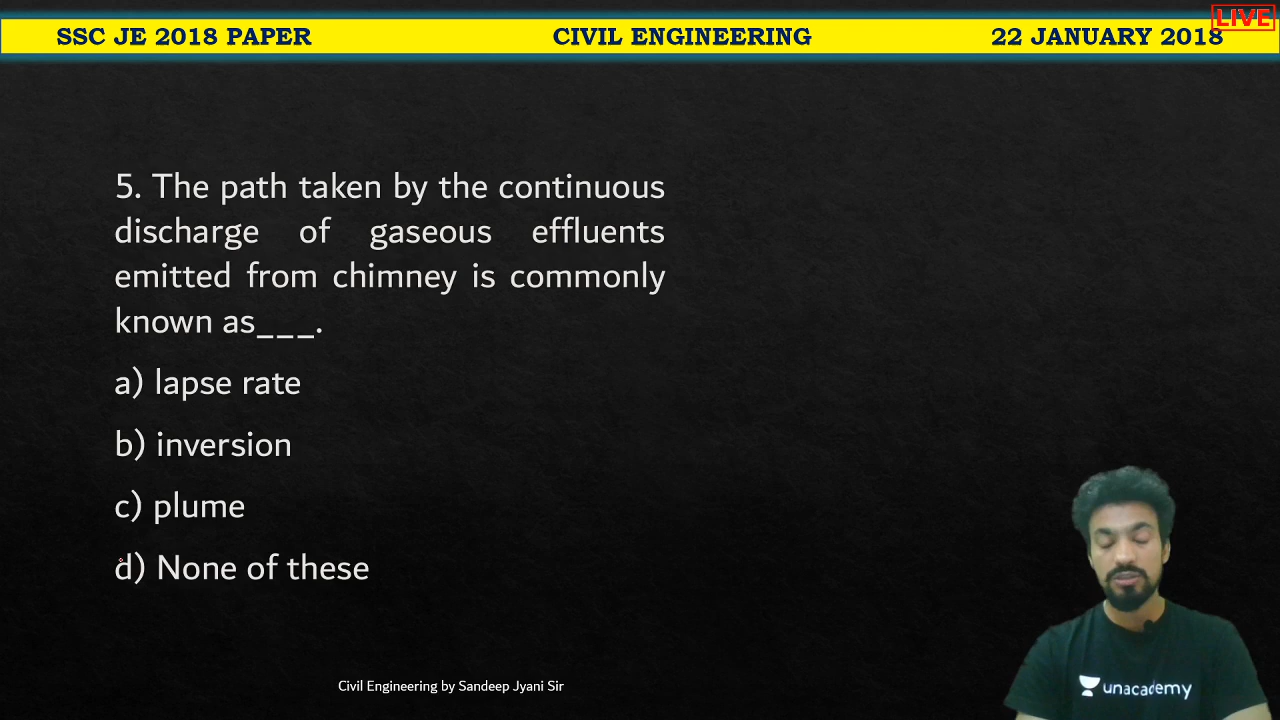 LIVE
SSC JE 2018 PAPER CIVIL ENGINEERING 22 JANUARY 2018
5. The path taken by the continuous
discharge of gaseous effluents
emitted from chimney is commonly
known as___.
a) lapse rate
b) inversion
c) plume
d) None of these
unacademy
Civil Engineering by Sandeep Jyani Sir